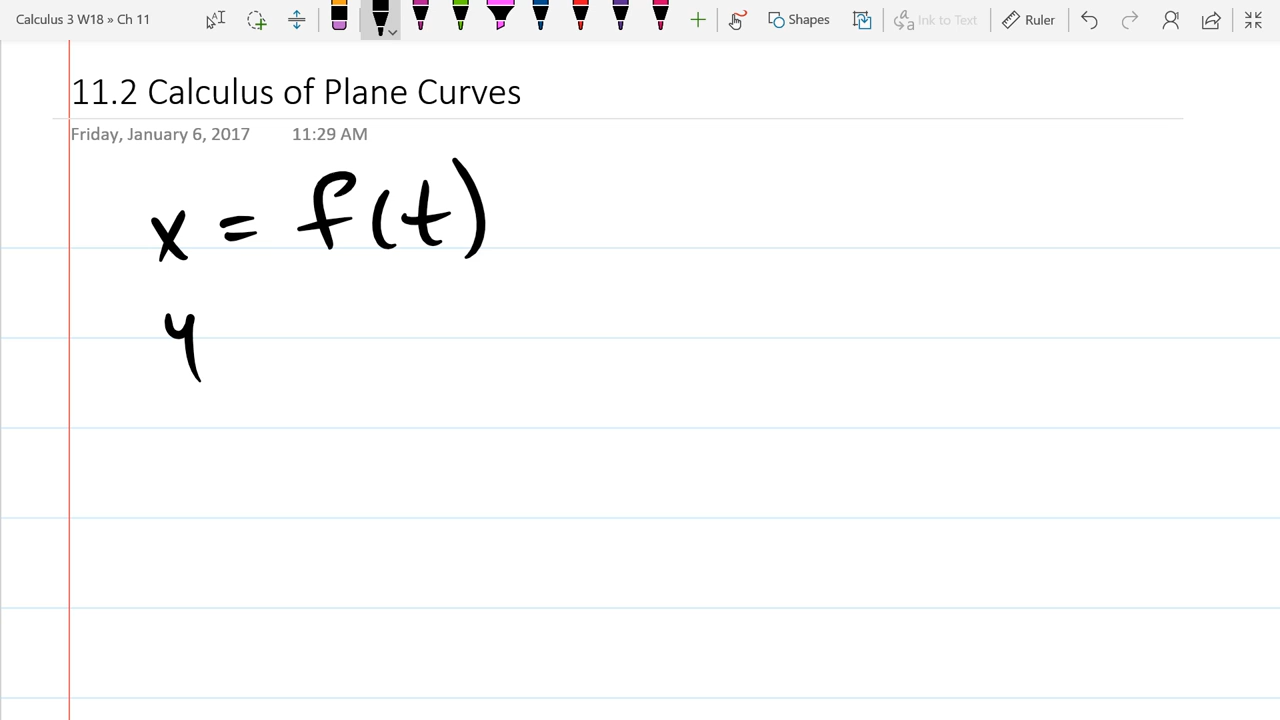 Calculus 3 W18 » Ch 11
Shapes
Ink to Text
Ruler
11.2 Calculus of Plane Curves
Friday, January 6, 2017 11:29 AM
x = f(t)
y